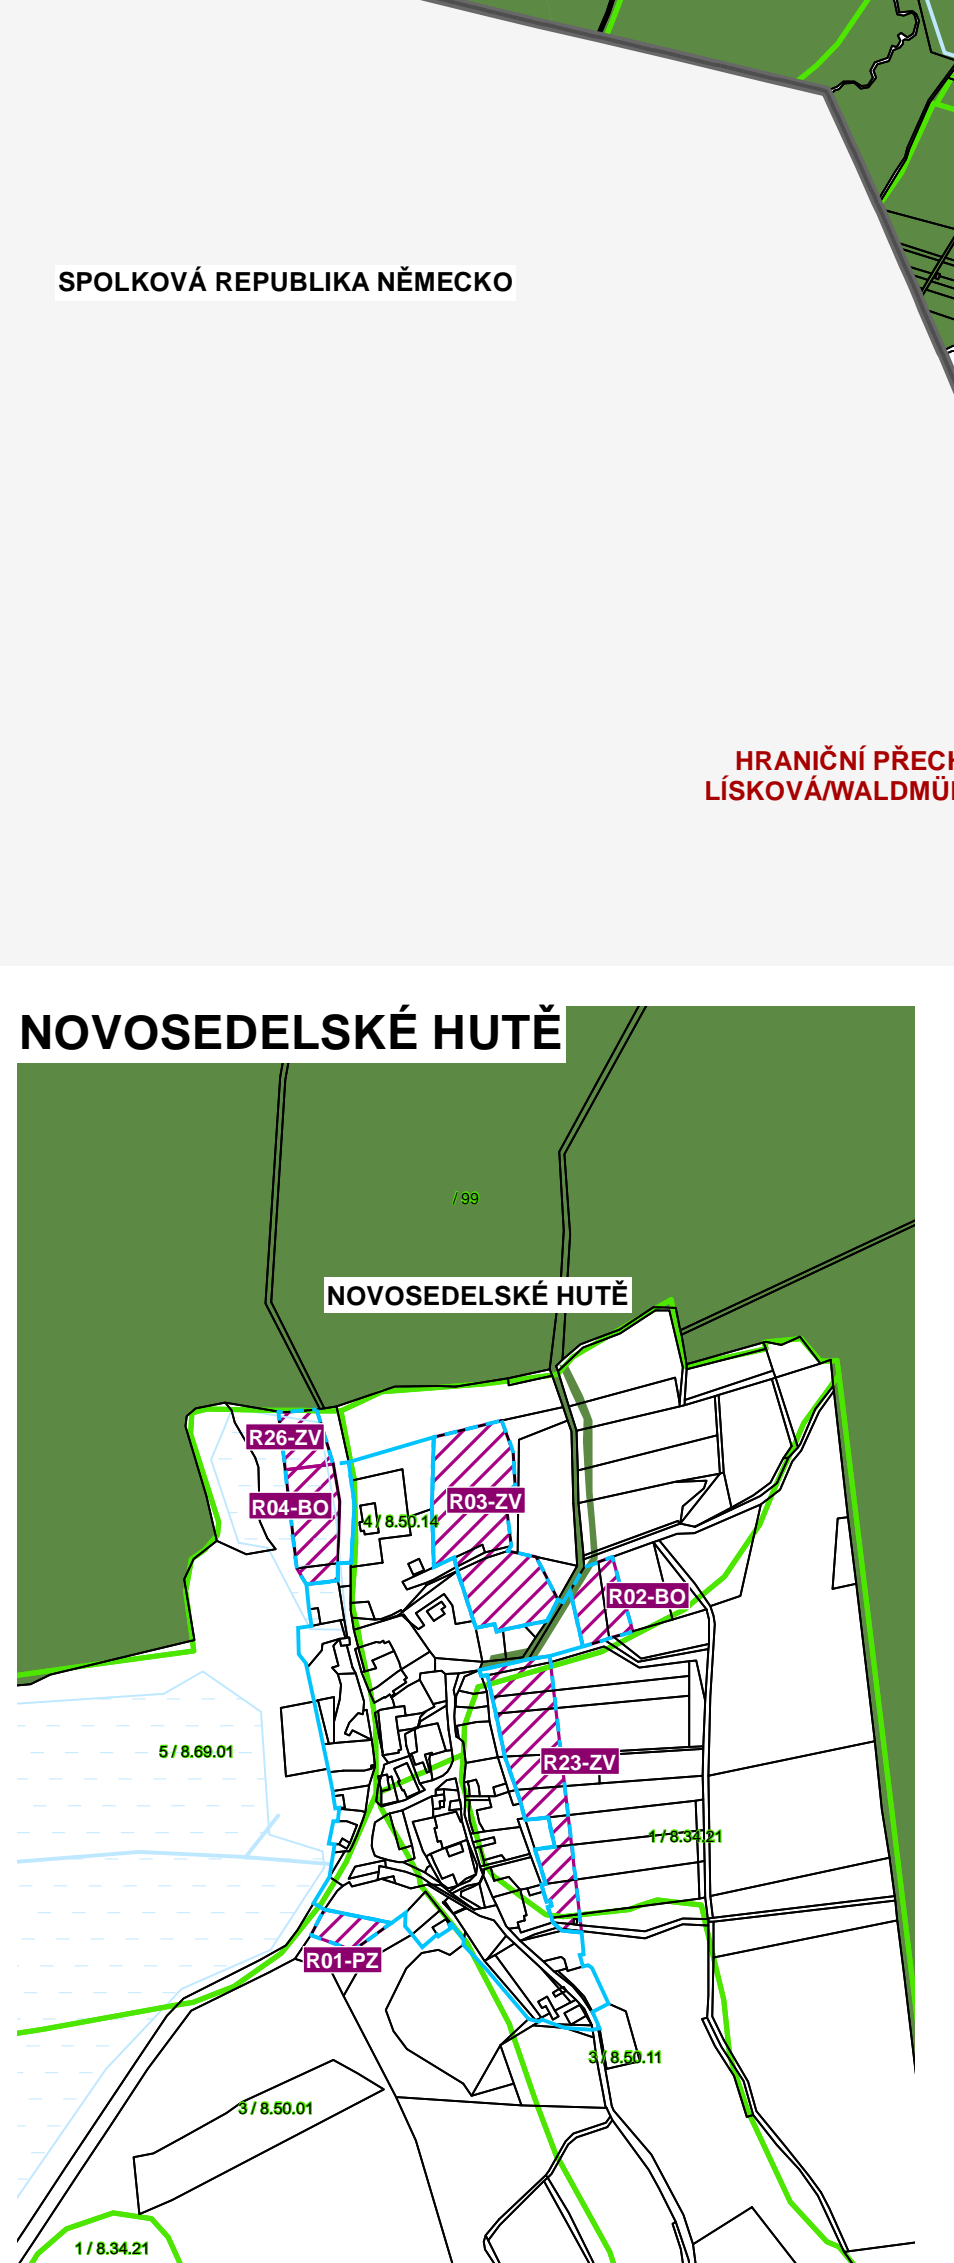 SPOLKOVÁ REPUBLIKA NĚMECKO
HRANIČNÍ PŘECH
LÍSKOVÁ/WALDMÜ
NOVOSEDELSKÉ HUTĚ
/ 99
NOVOSEDELSKÉ HUTĚ
R26-ZV
R04-BO
R03-ZV
4 / 8.50.14
R02-BO
5 / 8.69.01
R23-ZV
1 / 8.34.21
R01-PZ
3 / 8.50.11
3 / 8.50.01
1 / 8.34.21